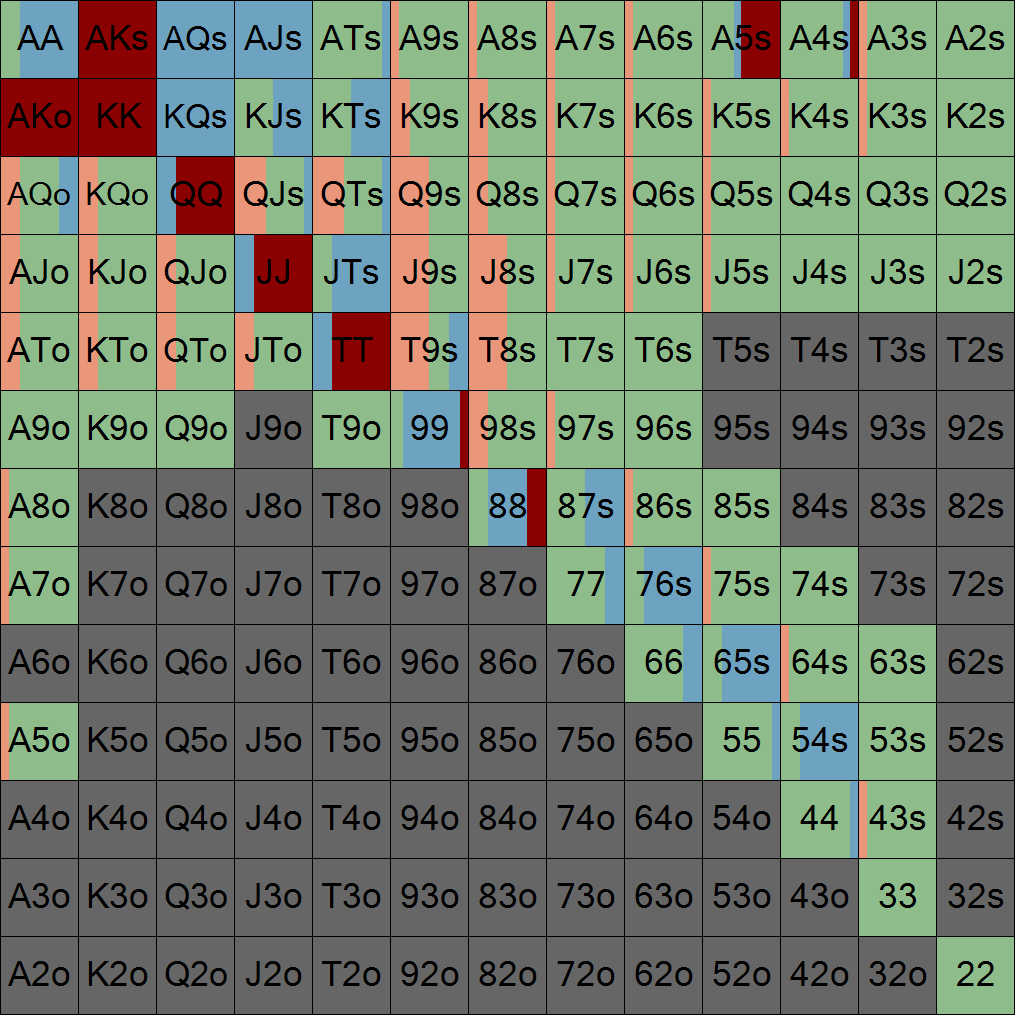 AA AKs AQs AJs ATs A9s A8s A7s A6s A5s A4s A3s A2s
AKo KK KQs KJs KTs K9s K8s K7s K6s K5s K4s K3s K2s
AQo KQo QQ QJs QTs Q9s Q8s Q7s Q6s Q5s Q4s Q3s Q2s
AJo KJo QJo JJ JTs J9s J8s J7s J6s J5s J4s J3s J2s
ATo KTo QTo JTo TT T9s T8s T7s T6s T5s T4s T3s T2s
A9o K9o Q9o J9o T9o 99 98s 97s 96s 95s 94s 93s 92s
A8o K8o Q8o J8o T8o 98o 88 87s 86s 85s 84s 83s 82s
A7o K7o Q7o J7o T7o 97o 87o 77 76s 75s 74s 73s 72s
A6o K6o Q6o J6o T6o 96o 86o 76o 66 65s 64s 63s 62s
A5o K5o Q5o J5o T5o 95o 85o 75o 65o 55 54s 53s 52s
A4o K4o Q4o J4o T4o 94o 84o 74o 64o 54o 44 43s 42s
A3o K3o Q3o J3o T3o 93o 83o 73o 63o 53o 43o 33 32s
A2o K2o Q2o J2o T2o 92o 82o 72o 62o 52o 42o 32o 22